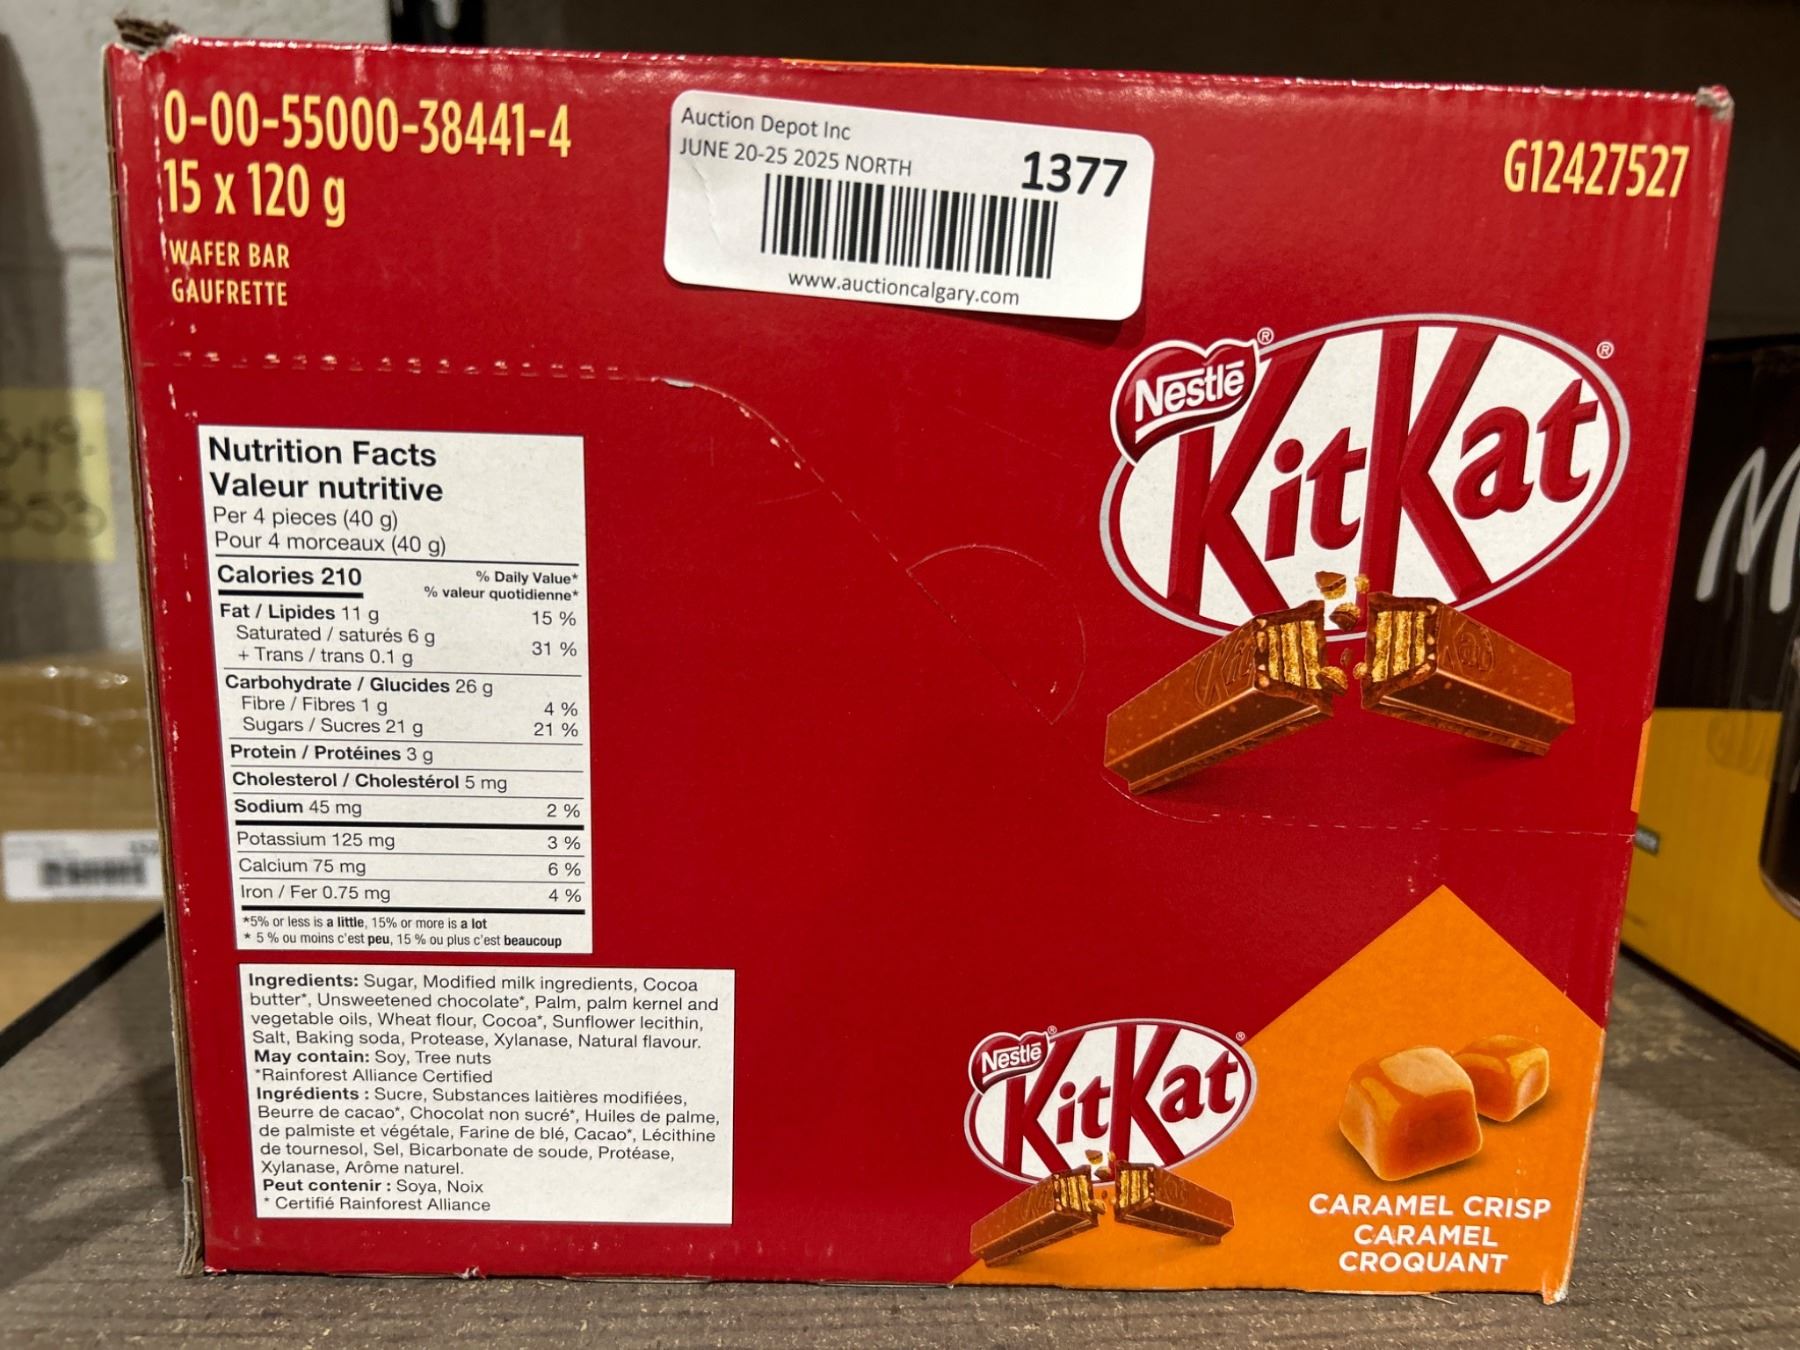 0-00-55000-38441-4
15 x 120 g
WAFER BAR
GAUFRETTE
Auction Depot Inc
JUNE 20-25 2025 NORTH
1377
www.auctioncalgary.com
G12427527
Nestlé
KitKat
Nutrition Facts
Valeur nutritive
Per 4 pieces (40 g)
Pour 4 morceaux (40 g)
Calories 210
% Daily Value*
% valeur quotidienne*
Fat / Lipides 11 g 15 %
Saturated / saturés 6 g
+ Trans / trans 0.1 g 31 %
Carbohydrate / Glucides 26 g
Fibre / Fibres 1 g 4 %
Sugars / Sucres 21 g 21 %
Protein / Protéines 3 g
Cholesterol / Cholestérol 5 mg
Sodium 45 mg 2 %
Potassium 125 mg 3 %
Calcium 75 mg 6 %
Iron / Fer 0.75 mg 4 %
*5% or less is a little, 15% or more is a lot
* 5 % ou moins c'est peu, 15 % ou plus c'est beaucoup
Ingredients: Sugar, Modified milk ingredients, Cocoa
butter*, Unsweetened chocolate*, Palm, palm kernel and
vegetable oils, Wheat flour, Cocoa*, Sunflower lecithin,
Salt, Baking soda, Protease, Xylanase, Natural flavour.
May contain: Soy, Tree nuts
*Rainforest Alliance Certified
Ingrédients : Sucre, Substances laitières modifiées,
Beurre de cacao*, Chocolat non sucré*, Huiles de palme,
de palmiste et végétale, Farine de blé, Cacao*, Lécithine
de tournesol, Sel, Bicarbonate de soude, Protéase,
Xylanase, Arôme naturel.
Peut contenir : Soya, Noix
* Certifié Rainforest Alliance
Nestlé
KitKat
CARAMEL CRISP
CARAMEL
CROQUANT